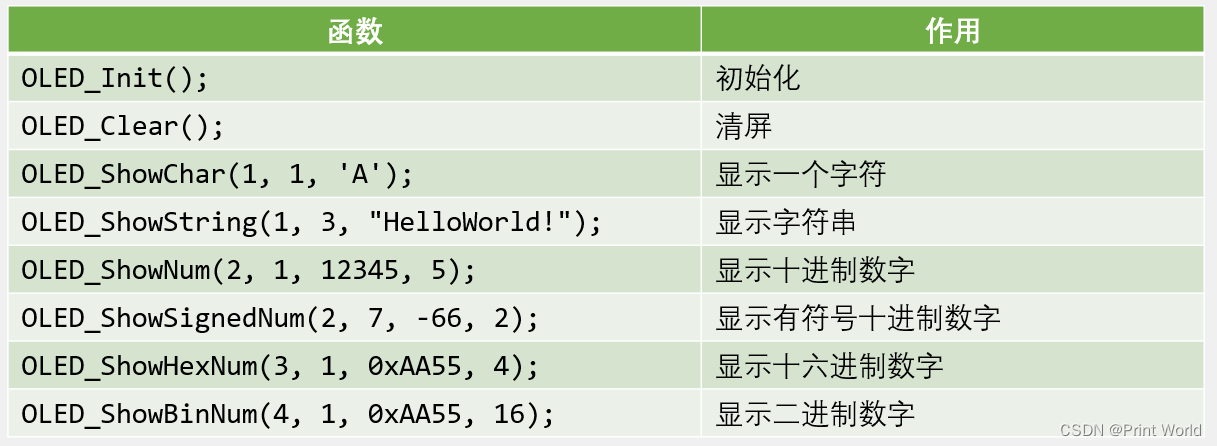 函数 作用
OLED_Init(); 初始化
OLED_Clear(); 清屏
OLED_ShowChar(1, 1, 'A'); 显示一个字符
OLED_ShowString(1, 3, "HelloWorld!"); 显示字符串
OLED_ShowNum(2, 1, 12345, 5); 显示十进制数字
OLED_ShowSignedNum(2, 7, -66, 2); 显示有符号十进制数字
OLED_ShowHexNum(3, 1, 0xAA55, 4); 显示十六进制数字
OLED_ShowBinNum(4, 1, 0xAA55, 16); 显示二进制数字
CSDN @Print World